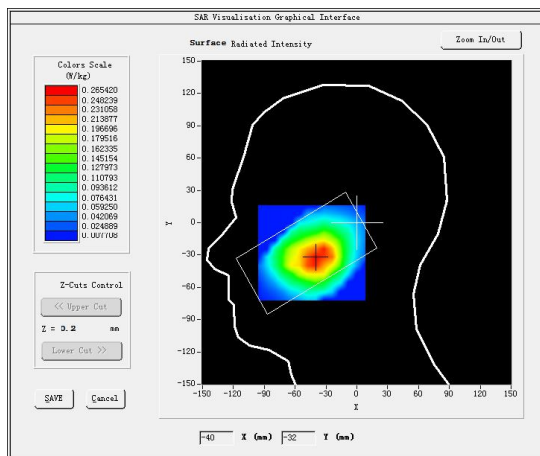 SAR Visualisation Graphical Interface
Surface Radiated Intensity
Zoom In/Out
Colors Scale
(W/kg)
0.265420
0.248239
0.231058
0.213877
0.196696
0.179516
0.162335
0.145154
0.127973
0.110793
0.093612
0.076431
0.059250
0.042069
0.024889
0.007708
150
120
90
60
30
0
-30
-60
-90
-120
-150
Y
-150 -120 -90 -60 -30 0 30 60 90 120 150
X
Z-Cuts Control
<< Upper Cut
Z = 0.2 mm
Lower Cut >>
SAVE Cancel
-40 X (mm) -32 Y (mm)